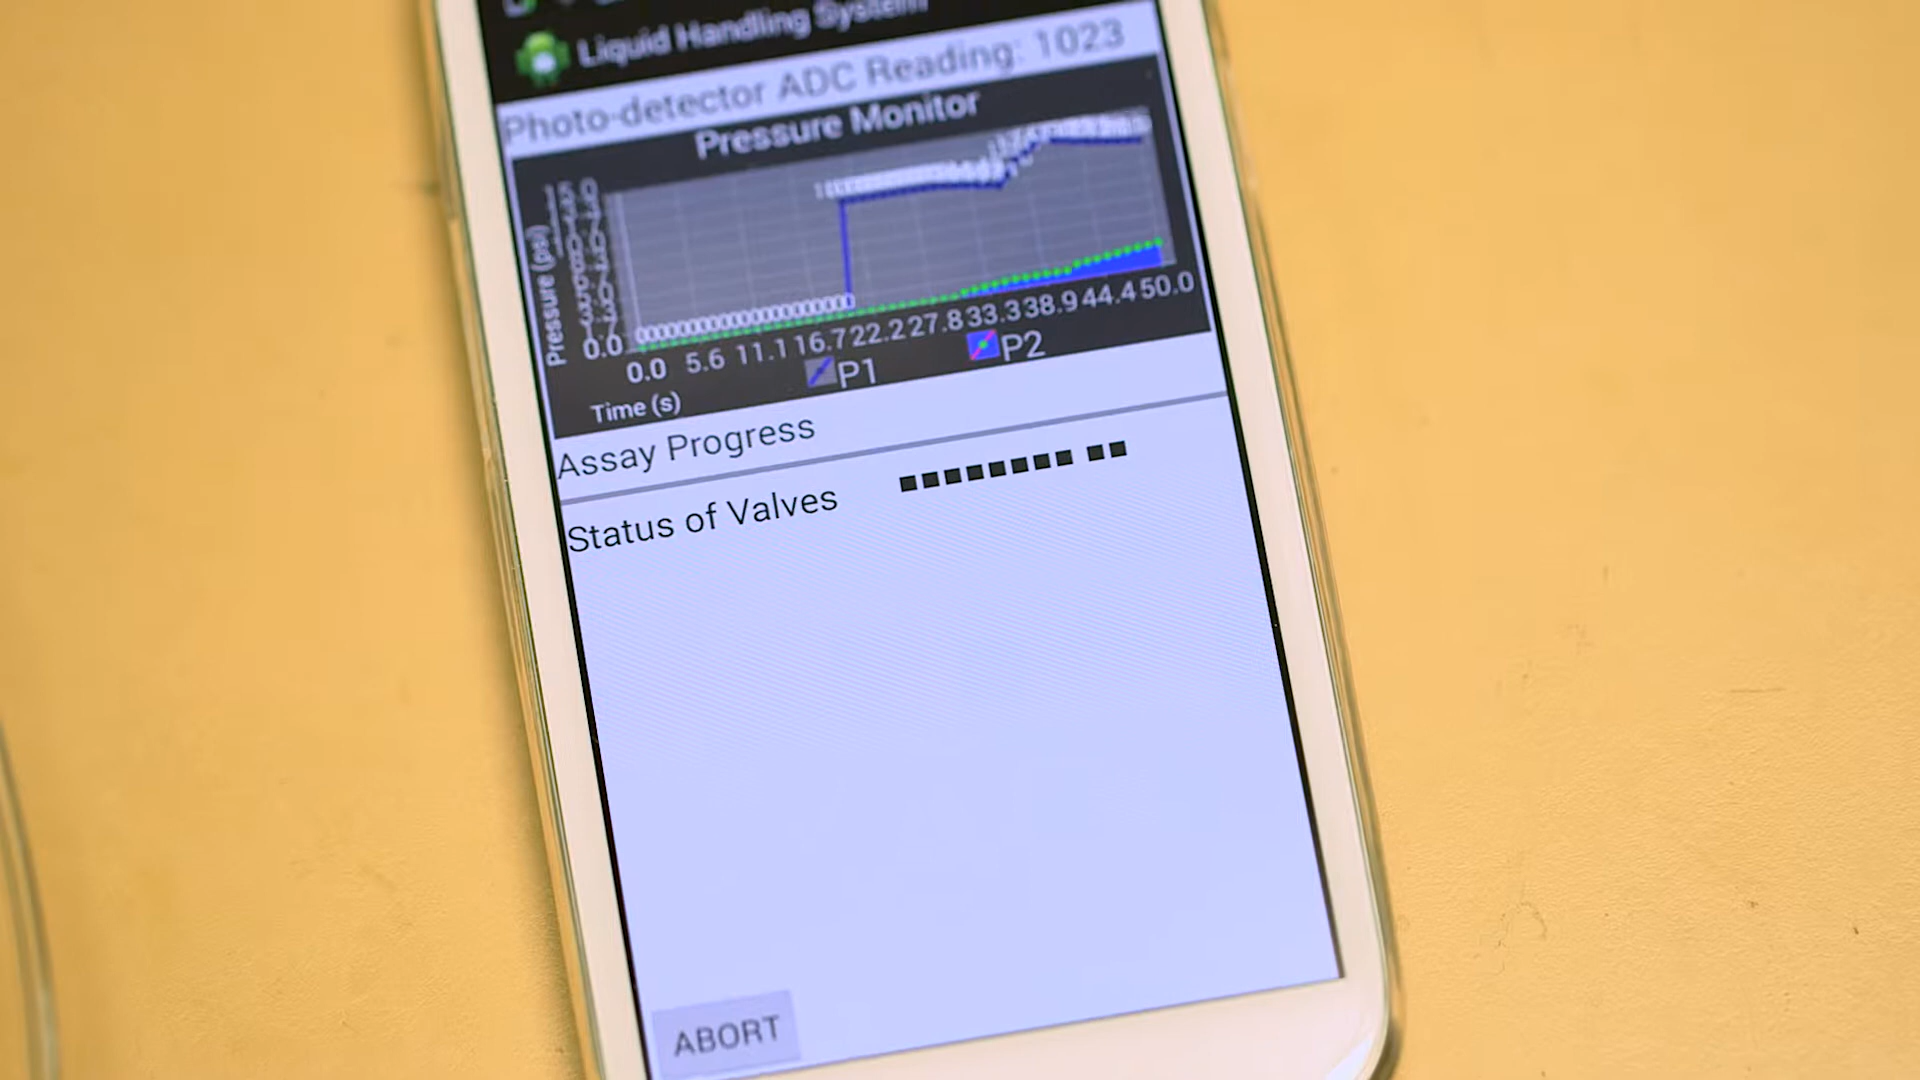 Liquid Handling System
Photo-detector ADC Reading: 1023
Pressure Monitor
Pressure (psi)
15.0
0.0
0.0 5.6 11.1 16.7 22.2 27.8 33.3 38.9 44.4 50.0
Time (s)
P1 P2
Assay Progress
Status of Valves
ABORT